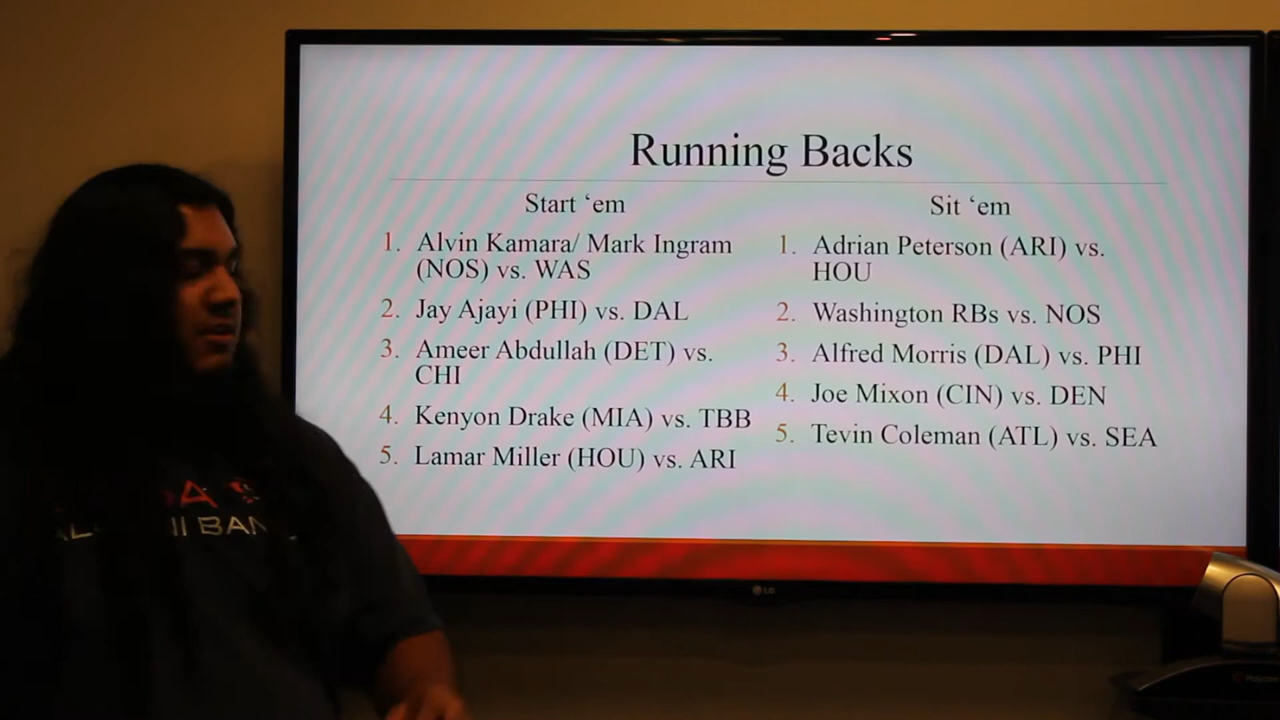 Running Backs
Start ‘em
1. Alvin Kamara/ Mark Ingram
(NOS) vs. WAS
2. Jay Ajayi (PHI) vs. DAL
3. Ameer Abdullah (DET) vs.
CHI
4. Kenyon Drake (MIA) vs. TBB
5. Lamar Miller (HOU) vs. ARI
Sit ‘em
1. Adrian Peterson (ARI) vs.
HOU
2. Washington RBs vs. NOS
3. Alfred Morris (DAL) vs. PHI
4. Joe Mixon (CIN) vs. DEN
5. Tevin Coleman (ATL) vs. SEA
LG